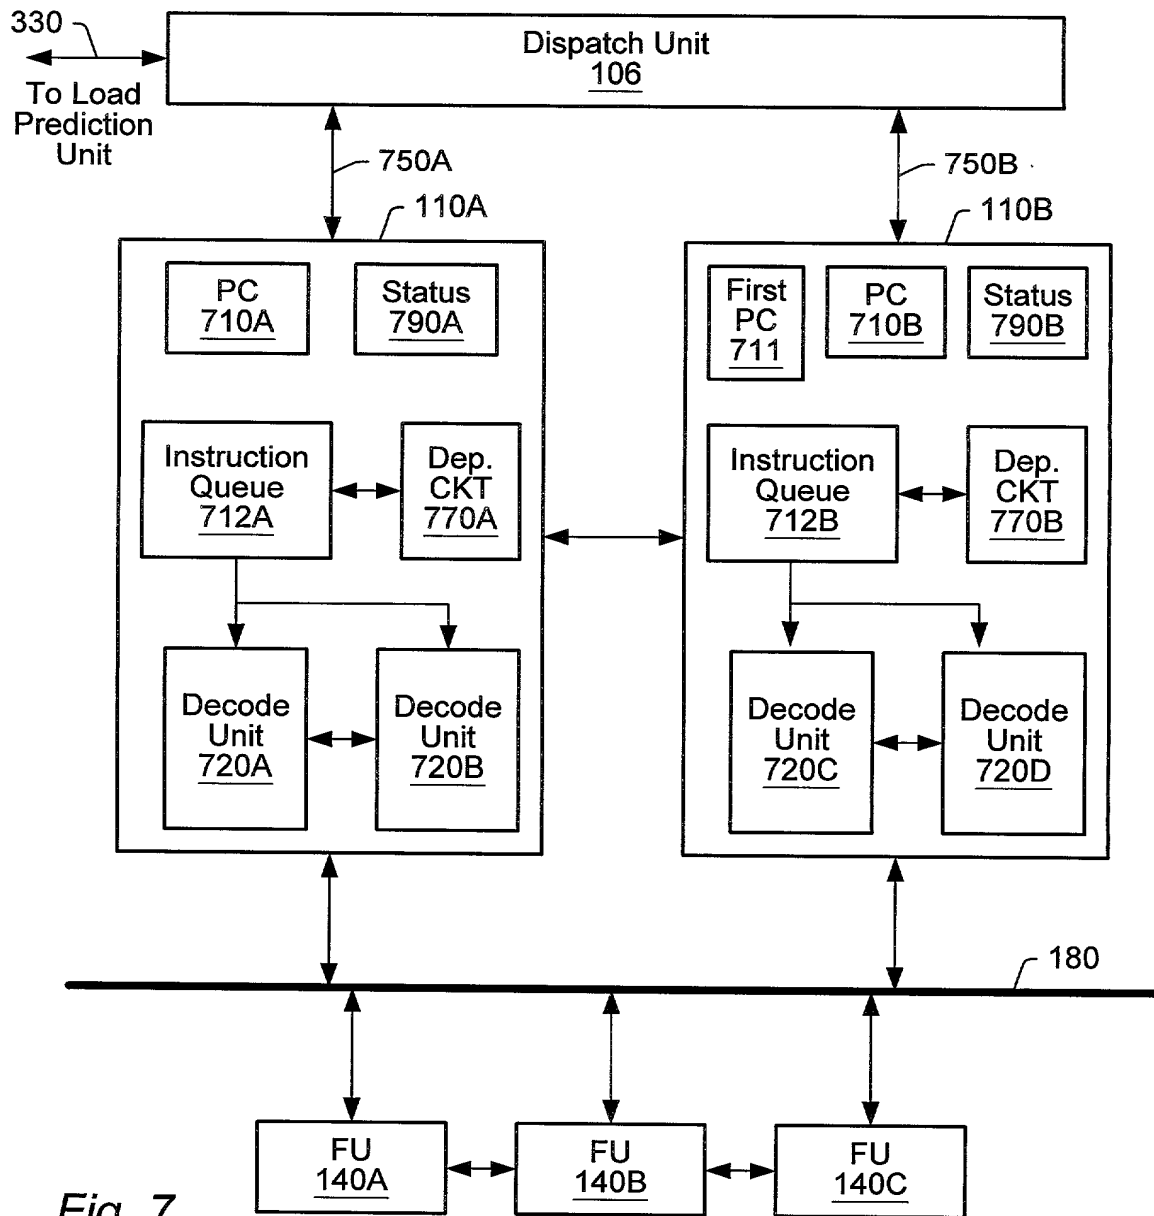 330
Dispatch Unit
106
To Load
Prediction
Unit
750A
750B
110A
110B
PC
710A
Status
790A
First
PC
711
PC
710B
Status
790B
Instruction
Queue
712A
Dep.
CKT
770A
Instruction
Queue
712B
Dep.
CKT
770B
Decode
Unit
720A
Decode
Unit
720B
Decode
Unit
720C
Decode
Unit
720D
180
FU
140A
FU
140B
FU
140C
Fig. 7